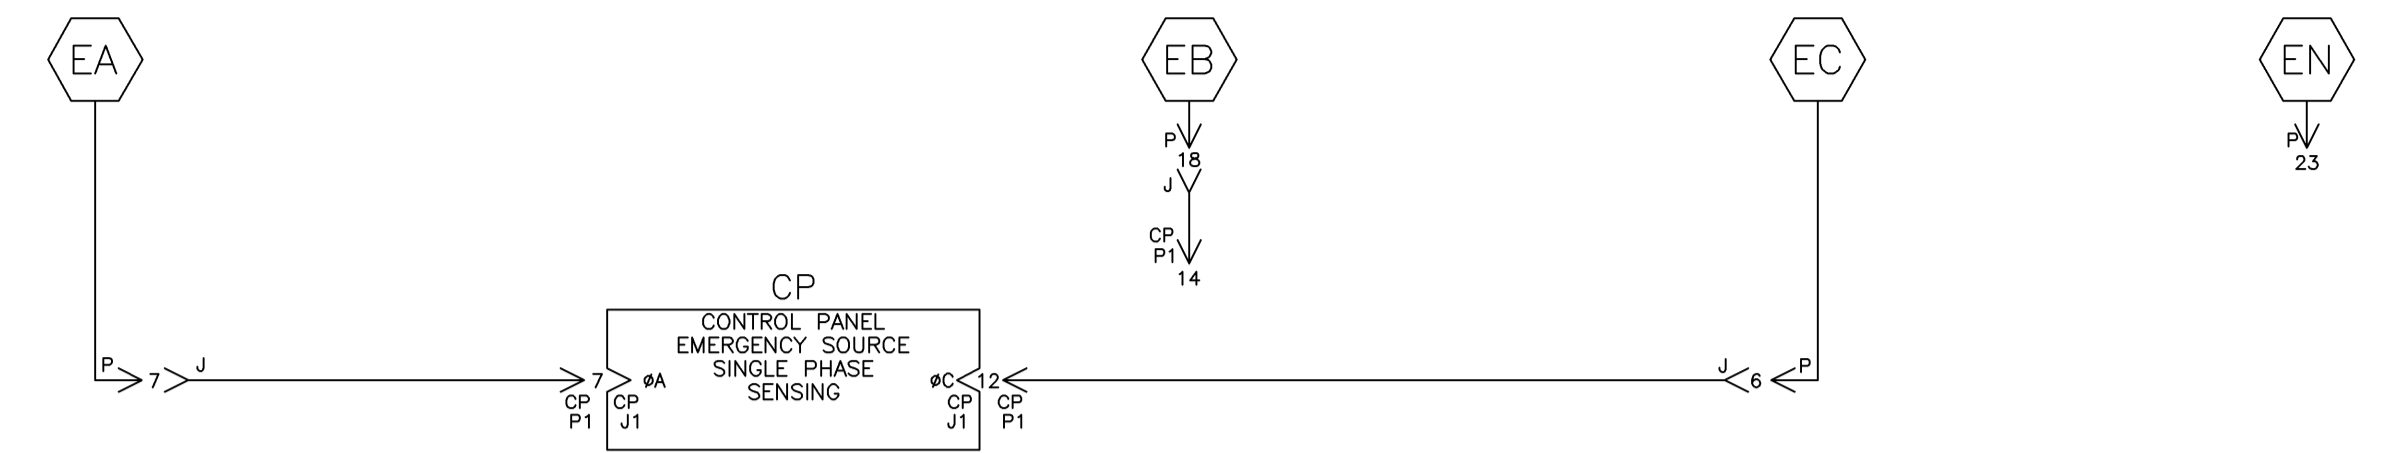 EA
EB
EC
EN
P
18
P
23
J
CP
P1
14
CP
CONTROL PANEL
EMERGENCY SOURCE
SINGLE PHASE
SENSING
P
7
J
7
øA
øC
12
J
6
P
CP
P1
CP
J1
CP
J1
CP
P1